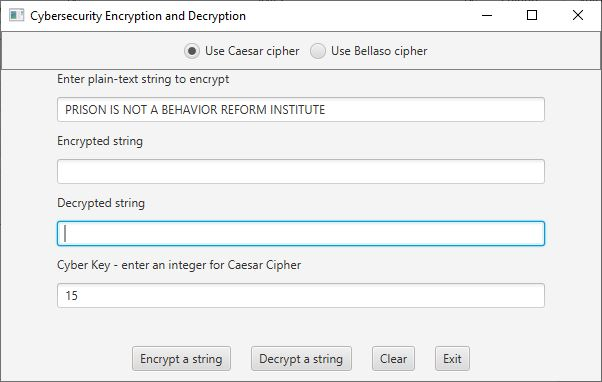 Cybersecurity Encryption and Decryption
Use Caesar cipher Use Bellaso cipher
Enter plain-text string to encrypt
PRISON IS NOT A BEHAVIOR REFORM INSTITUTE
Encrypted string
Decrypted string
Cyber Key - enter an integer for Caesar Cipher
15
Encrypt a string Decrypt a string Clear Exit